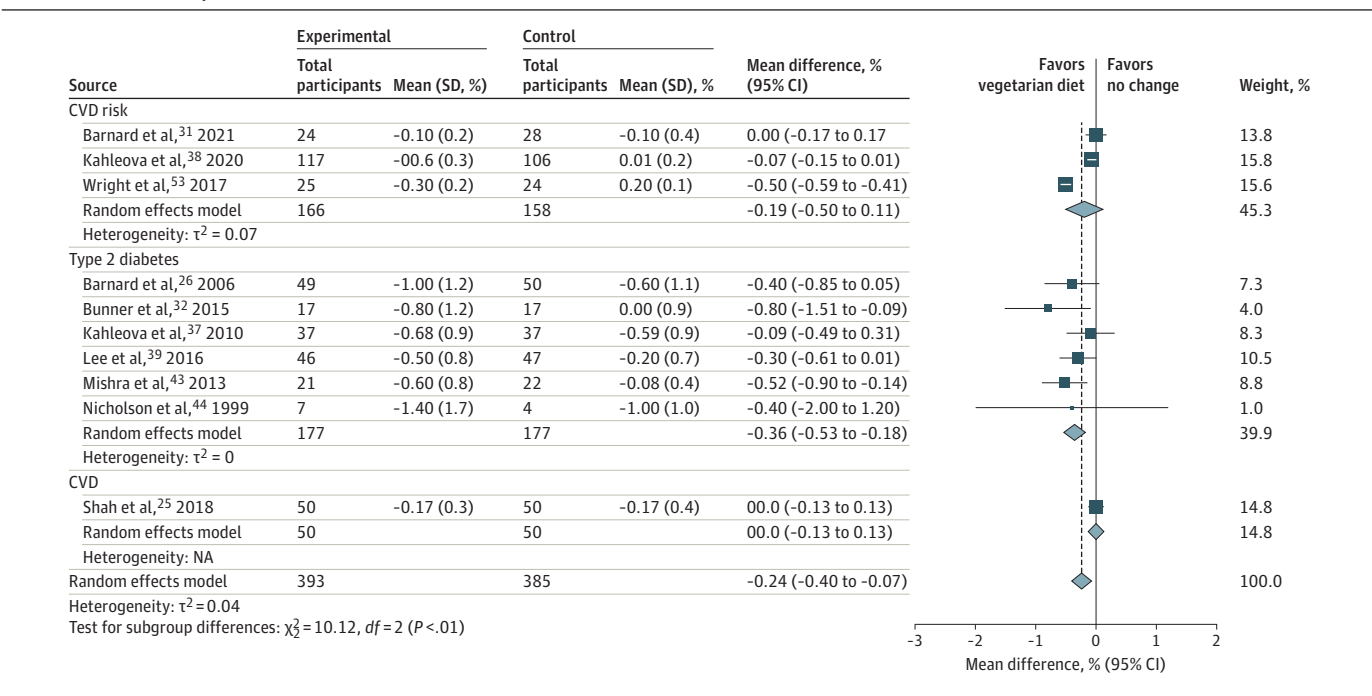 Experimental Control
Total participants Mean (SD, %) Total participants Mean (SD), % Mean difference, % (95% CI) Favors vegetarian diet Favors no change Weight, %
Source
CVD risk
Barnard et al,31 2021 24 -0.10 (0.2) 28 -0.10 (0.4) 0.00 (-0.17 to 0.17 13.8
Kahleova et al,38 2020 117 -00.6 (0.3) 106 0.01 (0.2) -0.07 (-0.15 to 0.01) 15.8
Wright et al,53 2017 25 -0.30 (0.2) 24 0.20 (0.1) -0.50 (-0.59 to -0.41) 15.6
Random effects model 166 158 -0.19 (-0.50 to 0.11) 45.3
Heterogeneity: τ2 = 0.07
Type 2 diabetes
Barnard et al,26 2006 49 -1.00 (1.2) 50 -0.60 (1.1) -0.40 (-0.85 to 0.05) 7.3
Bunner et al,32 2015 17 -0.80 (1.2) 17 0.00 (0.9) -0.80 (-1.51 to -0.09) 4.0
Kahleova et al,37 2010 37 -0.68 (0.9) 37 -0.59 (0.9) -0.09 (-0.49 to 0.31) 8.3
Lee et al,39 2016 46 -0.50 (0.8) 47 -0.20 (0.7) -0.30 (-0.61 to 0.01) 10.5
Mishra et al,43 2013 21 -0.60 (0.8) 22 -0.08 (0.4) -0.52 (-0.90 to -0.14) 8.8
Nicholson et al,44 1999 7 -1.40 (1.7) 4 -1.00 (1.0) -0.40 (-2.00 to 1.20) 1.0
Random effects model 177 177 -0.36 (-0.53 to -0.18) 39.9
Heterogeneity: τ2 = 0
CVD
Shah et al,25 2018 50 -0.17 (0.3) 50 -0.17 (0.4) 00.0 (-0.13 to 0.13) 14.8
Random effects model 50 50 00.0 (-0.13 to 0.13) 14.8
Heterogeneity: NA
Random effects model 393 385 -0.24 (-0.40 to -0.07) 100.0
Heterogeneity: τ2 = 0.04
Test for subgroup differences: χ22 = 10.12, df = 2 (P <.01)
-3 -2 -1 0 1 2
Mean difference, % (95% CI)